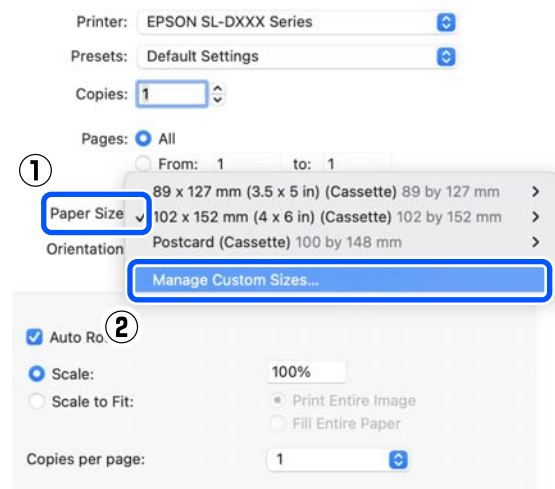 Printer: EPSON SL-DXXX Series
Presets: Default Settings
Copies: 1
Pages: All
From: 1 to: 1
①
89 x 127 mm (3.5 x 5 in) (Cassette) 89 by 127 mm
Paper Size ✓ 102 x 152 mm (4 x 6 in) (Cassette) 102 by 152 mm
Orientation Postcard (Cassette) 100 by 148 mm
Manage Custom Sizes...
②
Auto Ro
Scale: 100%
Scale to Fit: Print Entire Image
Fill Entire Paper
Copies per page: 1